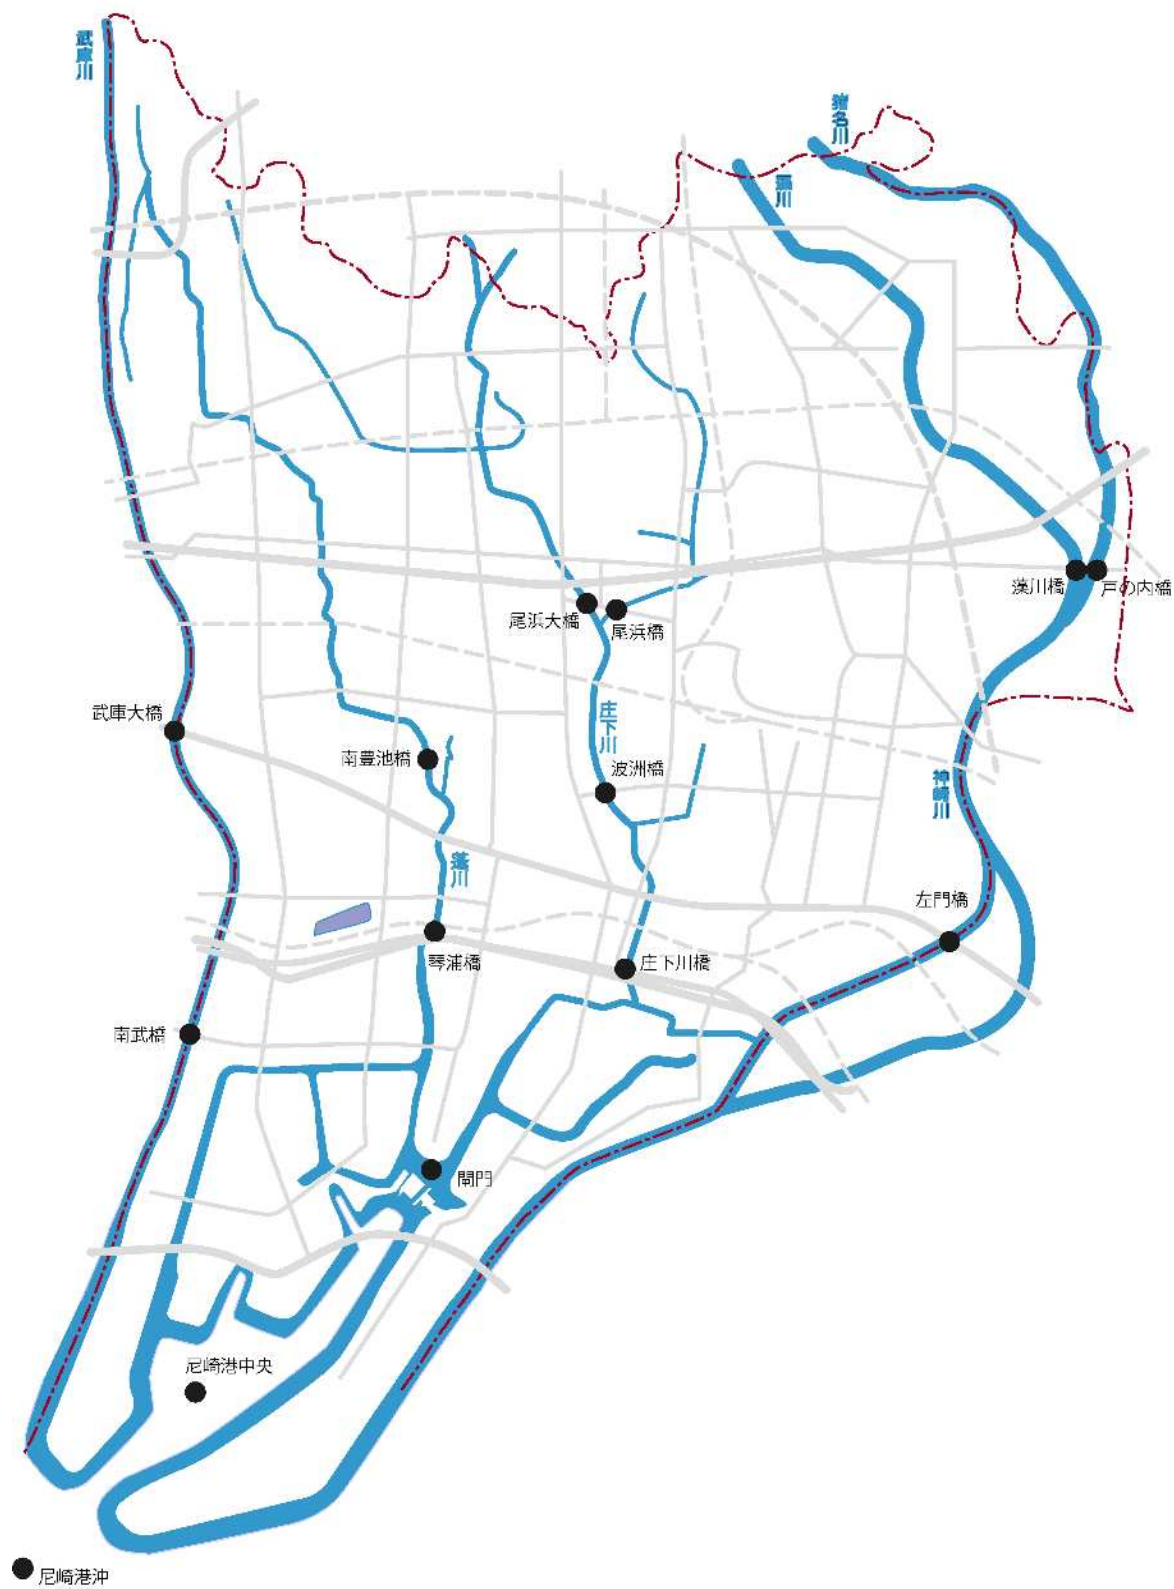 武庫川
猪名川
藻川
藻川橋
戸の内橋
尾浜大橋
尾浜橋
武庫大橋
庄下川
南豊池橋
波洲橋
神崎川
蓬川
左門橋
琴浦橋
庄下川橋
南武橋
閘門
尼崎港中央
尼崎港沖